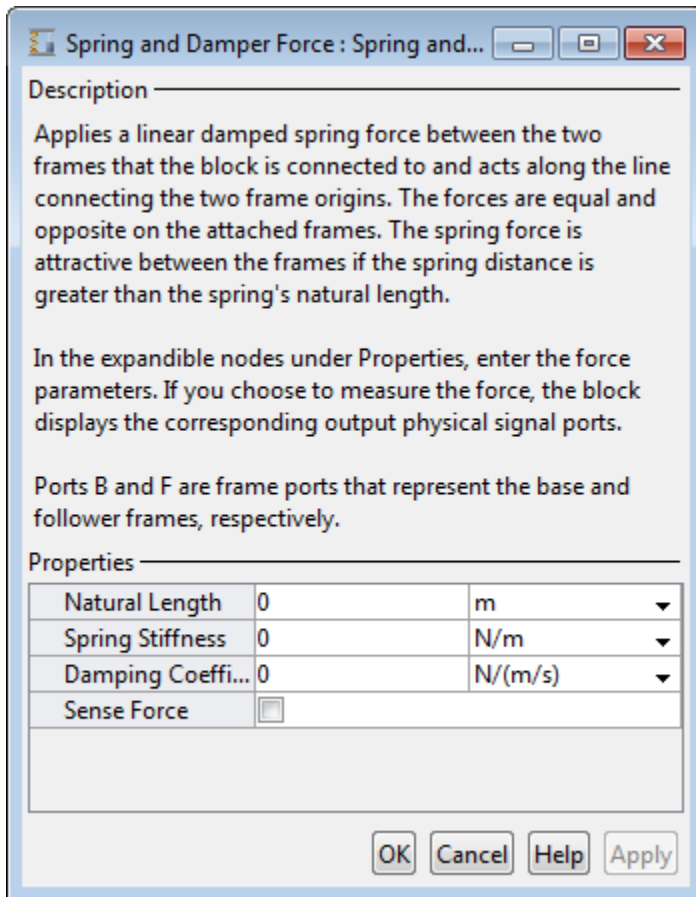 Spring and Damper Force : Spring and...
Description
Applies a linear damped spring force between the two
frames that the block is connected to and acts along the line
connecting the two frame origins. The forces are equal and
opposite on the attached frames. The spring force is
attractive between the frames if the spring distance is
greater than the spring's natural length.
In the expandible nodes under Properties, enter the force
parameters. If you choose to measure the force, the block
displays the corresponding output physical signal ports.
Ports B and F are frame ports that represent the base and
follower frames, respectively.
Properties
Natural Length 0 m
Spring Stiffness 0 N/m
Damping Coeffi... 0 N/(m/s)
Sense Force
OK Cancel Help Apply